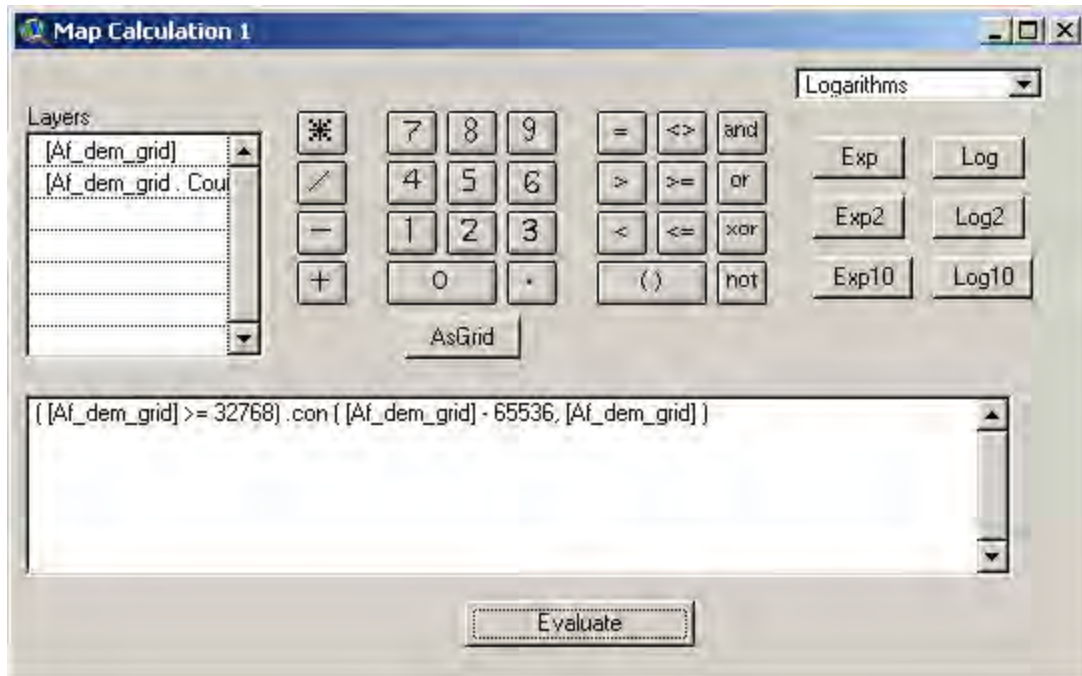 Map Calculation 1
Logarithms
Layers
[Af_dem_grid]
[Af_dem_grid . Cou
* 7 8 9 = <> and
/ 4 5 6 > >= or
- 1 2 3 < <= xor
+ 0 . ( ) not
Exp Log
Exp2 Log2
Exp10 Log10
AsGrid
( [Af_dem_grid] >= 32768) .con ( [Af_dem_grid] - 65536, [Af_dem_grid] )
Evaluate